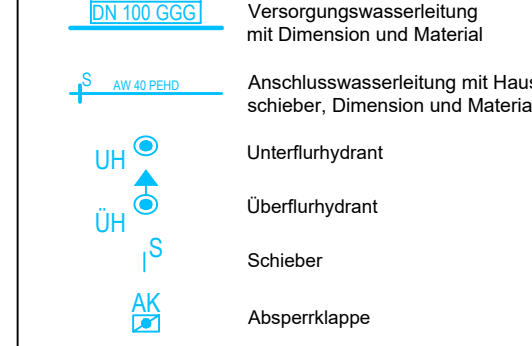 DN 100 GGG
Versorgungswasserleitung
mit Dimension und Material
S
AW 40 PEHD
Anschlusswasserleitung mit Haus
schieber, Dimension und Materia
UH
Unterflurhydrant
ÜH
Überflurhydrant
S
Schieber
AK
Absperrklappe